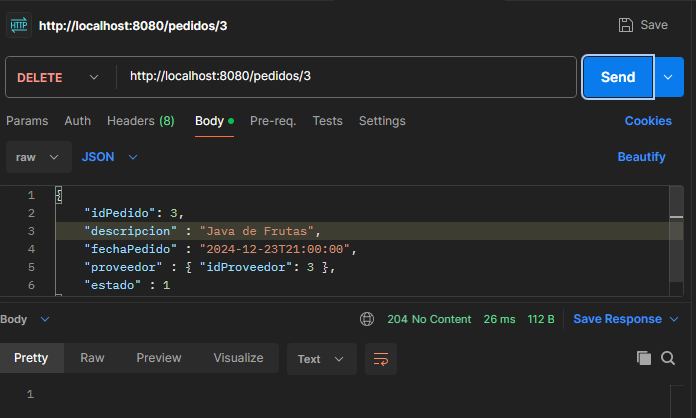 HTTP http://localhost:8080/pedidos/3 Save
DELETE http://localhost:8080/pedidos/3 Send
Params Auth Headers (8) Body Pre-req. Tests Settings Cookies
raw JSON Beautify
1 {
2 "idPedido": 3,
3 "descripcion" : "Java de Frutas",
4 "fechaPedido" : "2024-12-23T21:00:00",
5 "proveedor" : { "idProveedor": 3 },
6 "estado" : 1
Body 204 No Content 26 ms 112 B Save Response
Pretty Raw Preview Visualize Text
1